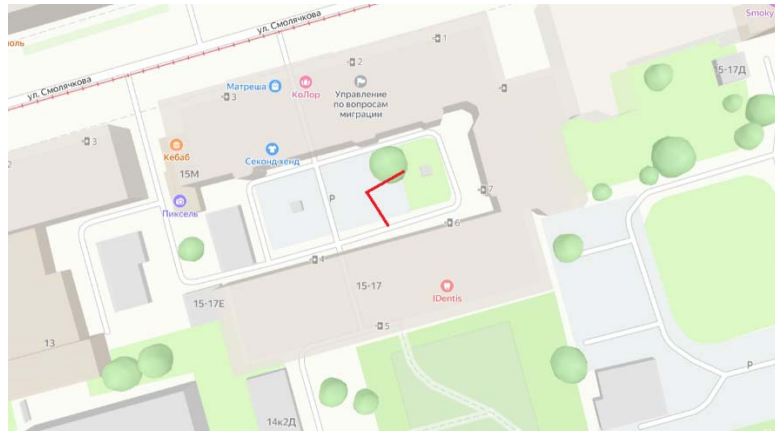 ул. Смолячкова
Smoky
ул. Смолячкова
1
2
3
Матреша
КоЛор
Управление
по вопросам
миграции
15-17Д
3
Кебаб
Секонд-хенд
15М
7
Р
Пиксель
6
4
15-17
IDentis
15-17Е
5
13
Р
14к2Д